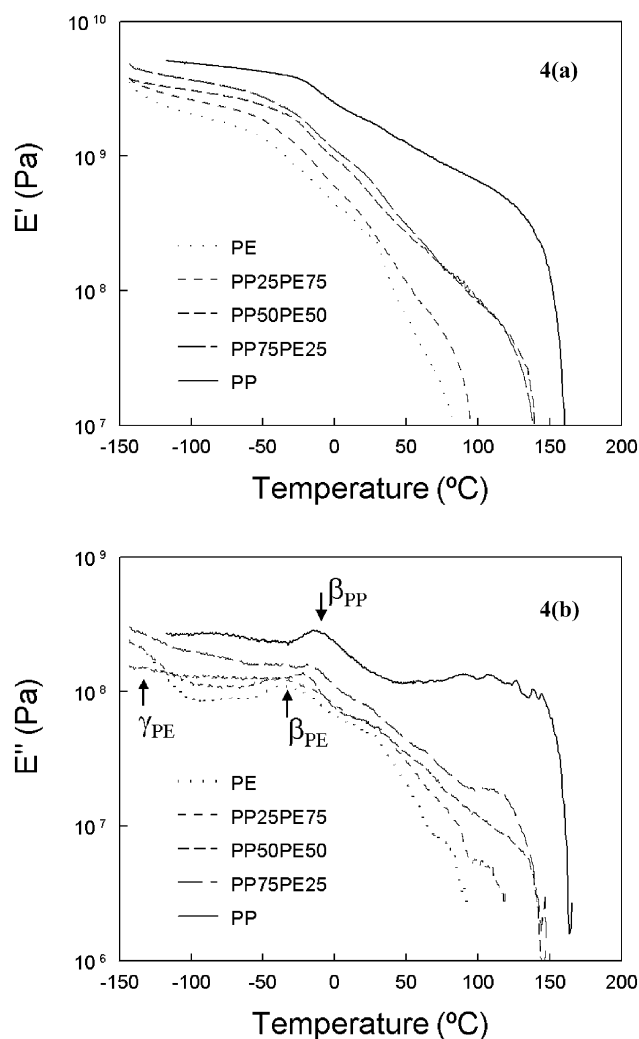 4(a)
10¹⁰
10⁹
10⁸
10⁷
E' (Pa)
PE
PP25PE75
PP50PE50
PP75PE25
PP
-150 -100 -50 0 50 100 150 200
Temperature (ºC)
4(b)
10⁹
10⁸
10⁷
10⁶
E'' (Pa)
βPP
γPE
βPE
PE
PP25PE75
PP50PE50
PP75PE25
PP
-150 -100 -50 0 50 100 150 200
Temperature (ºC)